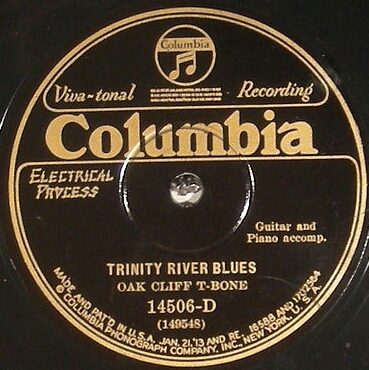 Columbia
Viva-tonal Recording
Columbia
ELECTRICAL
PROCESS
Guitar and
Piano accomp.
TRINITY RIVER BLUES
OAK CLIFF T-BONE
14506-D
(149548)
MADE AND PAT'D IN U.S.A. JAN. 21,'13 AND RE. 16588 AND
COLUMBIA PHONOGRAPH COMPANY, INC., NEW YORK, U.S.A.